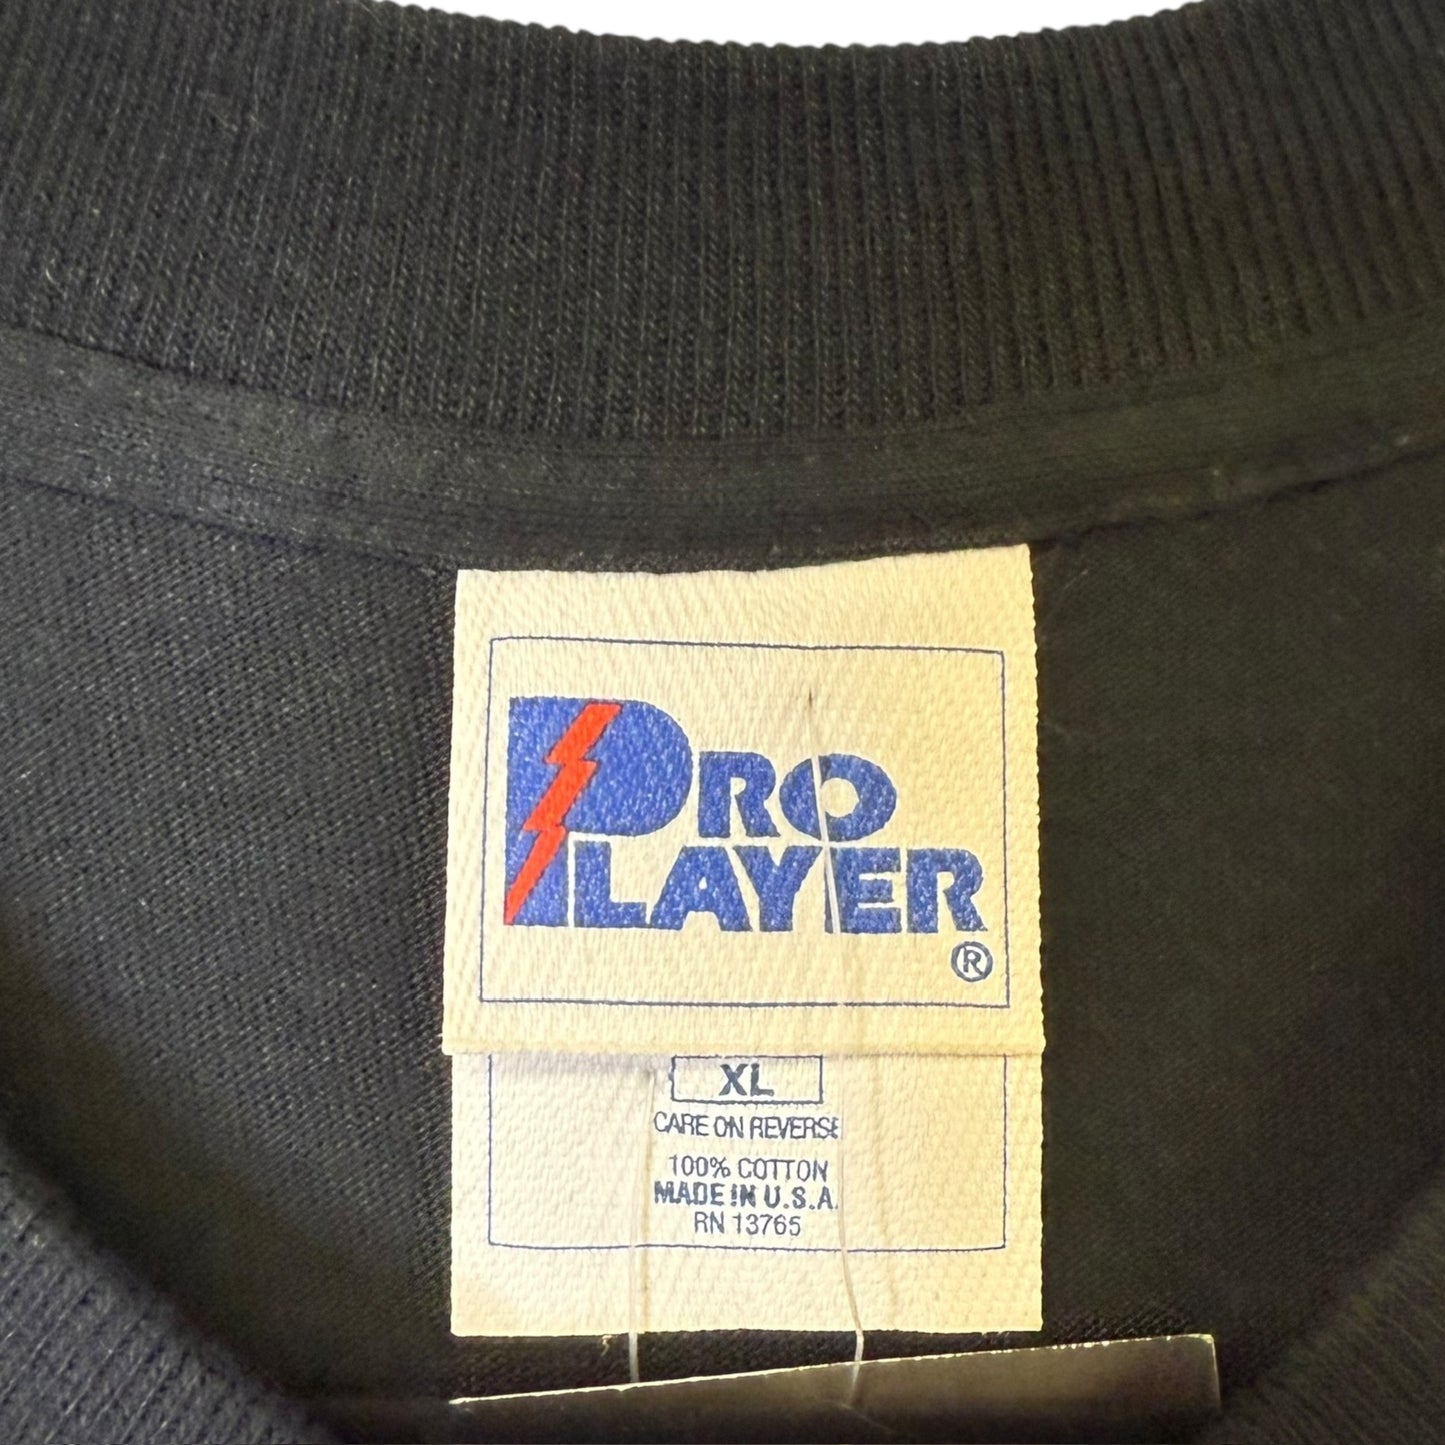 PRO
PLAYER
®
XL
CARE ON REVERSE
100% COTTON
MADE IN U.S.A.
RN 13765